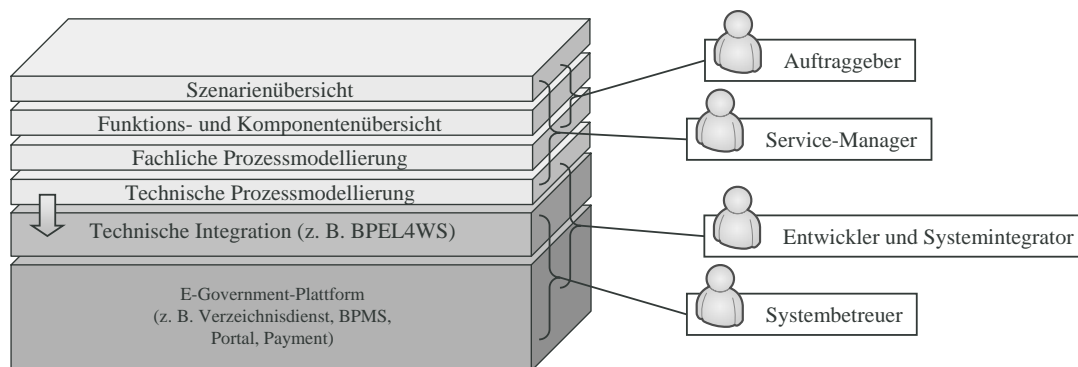 Szenarienübersicht
Funktions- und Komponentenübersicht
Fachliche Prozessmodellierung
Technische Prozessmodellierung
Technische Integration (z. B. BPEL4WS)
E-Government-Plattform
(z. B. Verzeichnisdienst, BPMS,
Portal, Payment)
Auftraggeber
Service-Manager
Entwickler und Systemintegrator
Systembetreuer